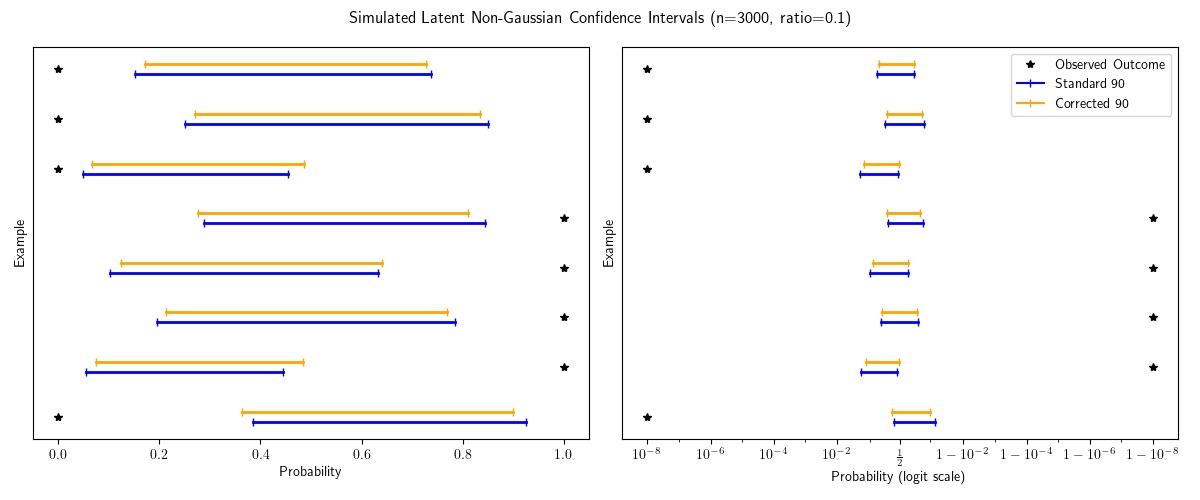 Simulated Latent Non-Gaussian Confidence Intervals (n=3000, ratio=0.1)
Example
0.0 0.2 0.4 0.6 0.8 1.0
Probability
Example
Observed Outcome
Standard 90
Corrected 90
10⁻⁸ 10⁻⁶ 10⁻⁴ 10⁻² 1/2 1 − 10⁻² 1 − 10⁻⁴ 1 − 10⁻⁶ 1 − 10⁻⁸
Probability (logit scale)